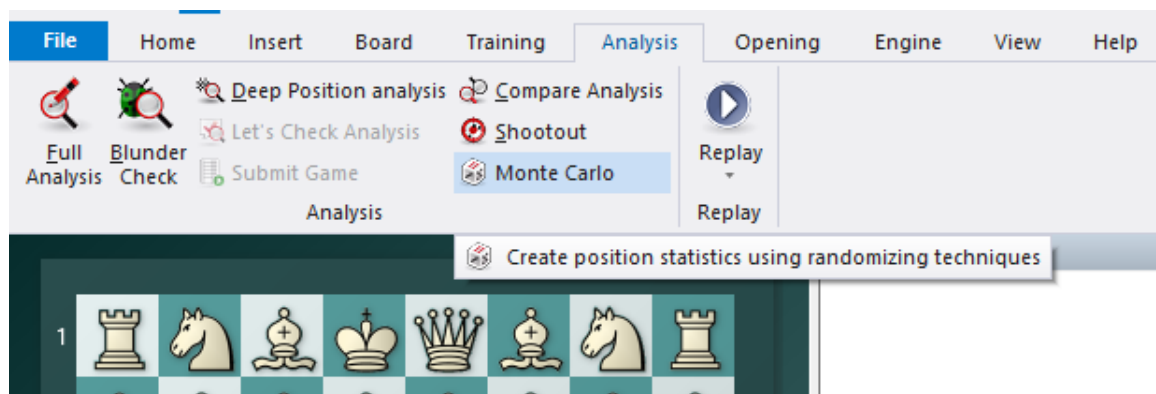 File Home Insert Board Training Analysis Opening Engine View Help
Deep Position analysis
Let's Check Analysis
Submit Game
Full Analysis
Blunder Check
Compare Analysis
Shootout
Monte Carlo
Analysis
Replay
Replay
Create position statistics using randomizing techniques
1